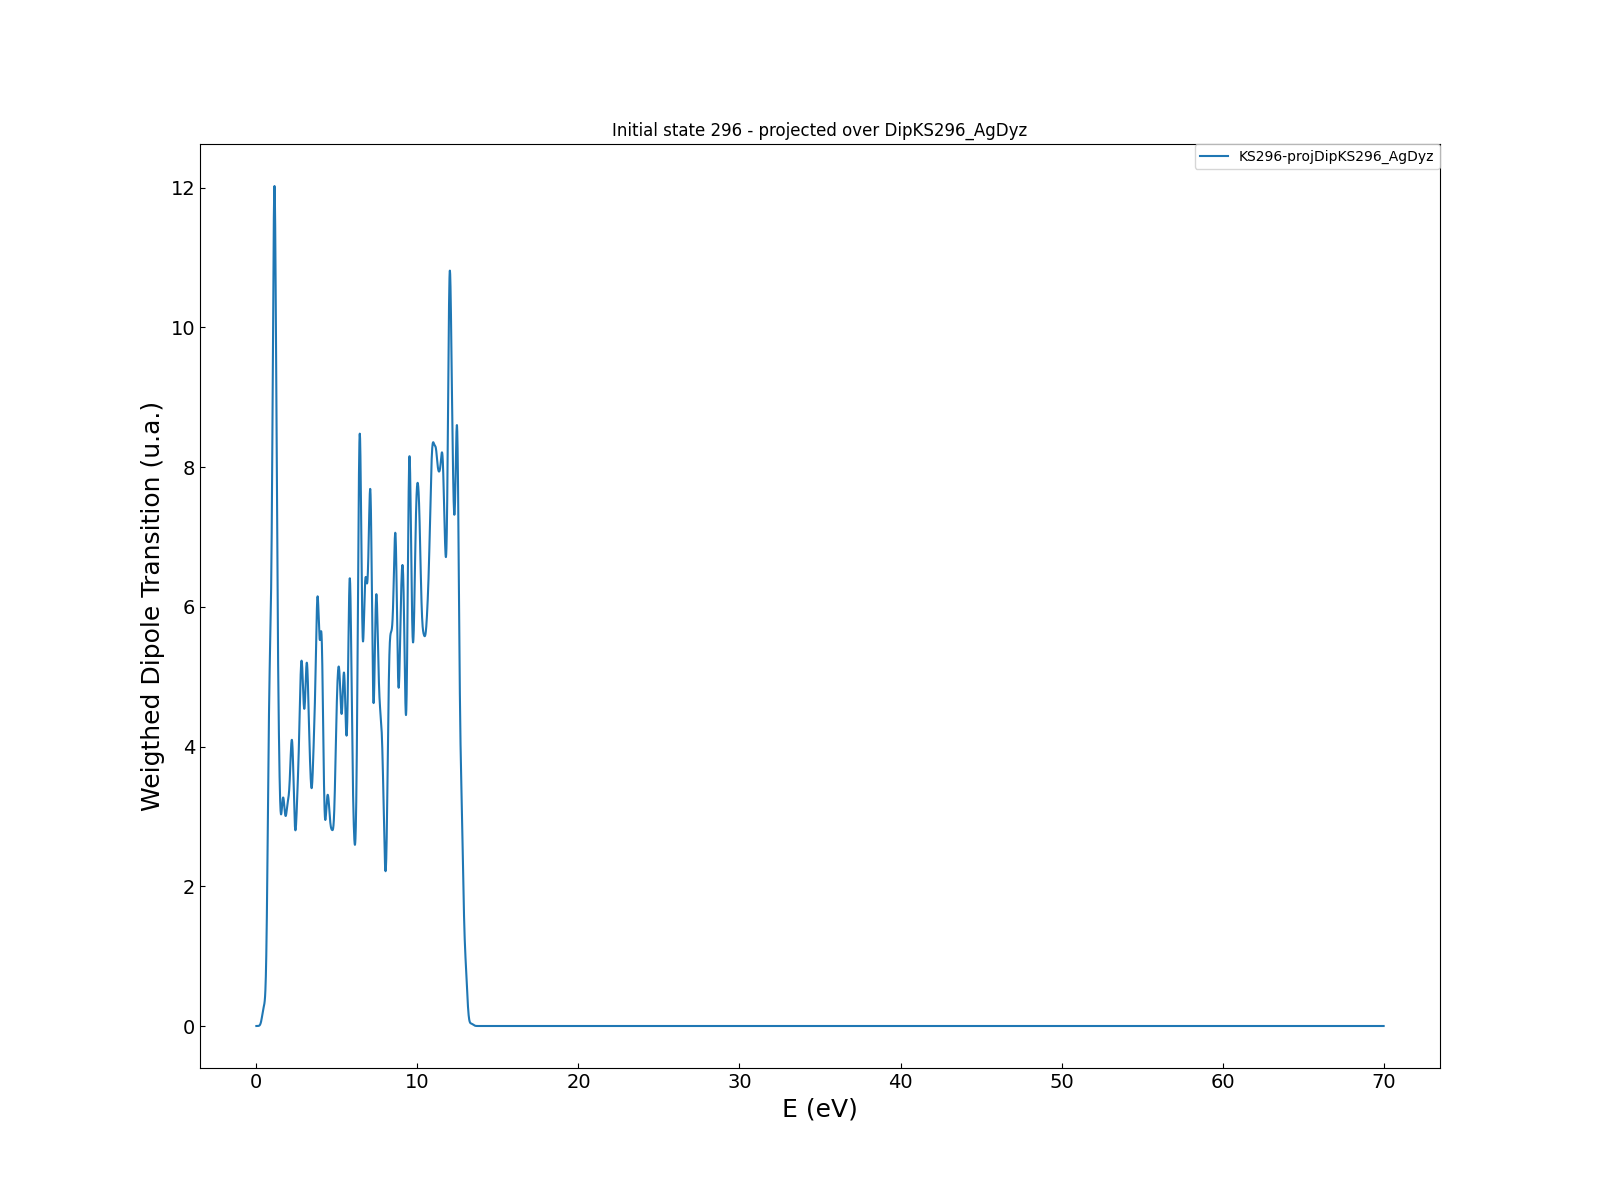 Initial state 296 - projected over DipKS296_AgDyz
KS296-projDipKS296_AgDyz
12
10
8
6
4
2
0
Weigthed Dipole Transition (u.a.)
0 10 20 30 40 50 60 70
E (eV)